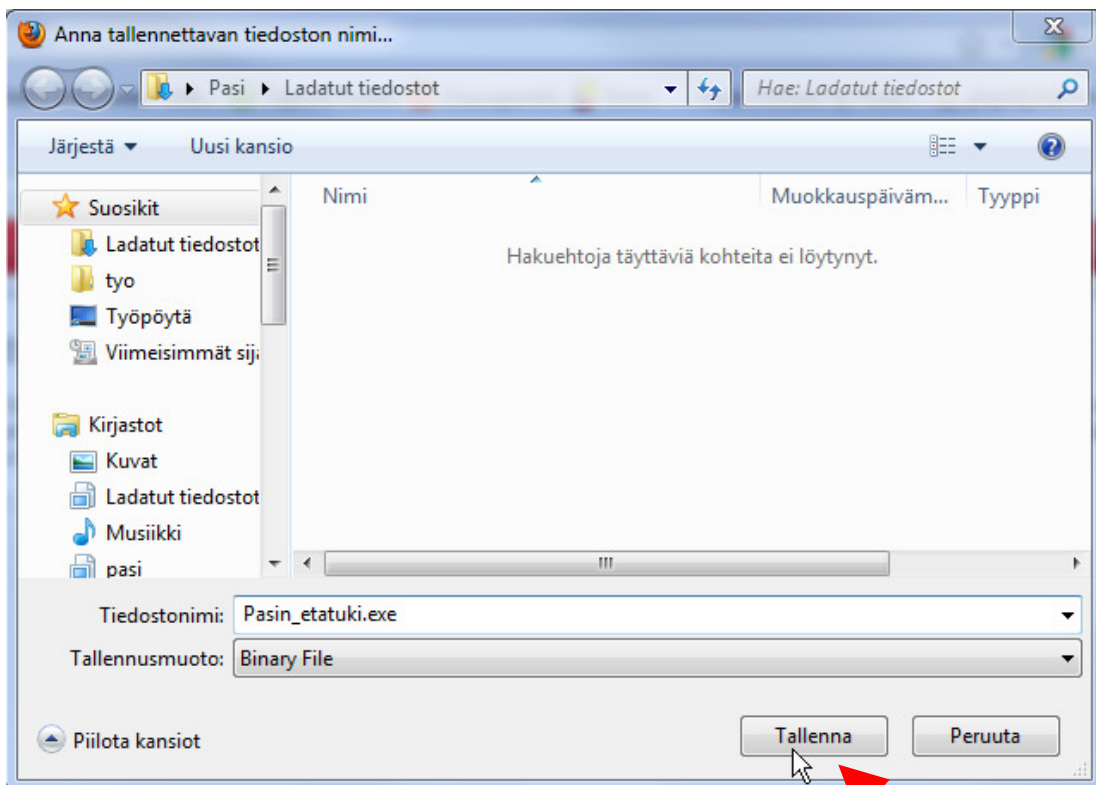 Anna tallennettavan tiedoston nimi...
Pasi Ladatut tiedostot
Hae: Ladatut tiedostot
Järjestä Uusi kansio
Nimi Muokkauspäiväm... Tyyppi
Hakuehtoja täyttäviä kohteita ei löytynyt.
Suosikit
Ladatut tiedostot
tyo
Työpöytä
Viimeisimmät sija
Kirjastot
Kuvat
Ladatut tiedostot
Musiikki
pasi
Tiedostonimi: Pasin_etatuki.exe
Tallennusmuoto: Binary File
Piilota kansiot
Tallenna Peruuta